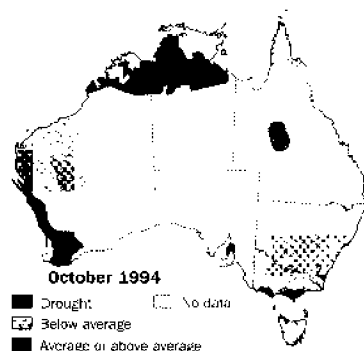 October 1994
Drought
No data
Below average
Average or above average